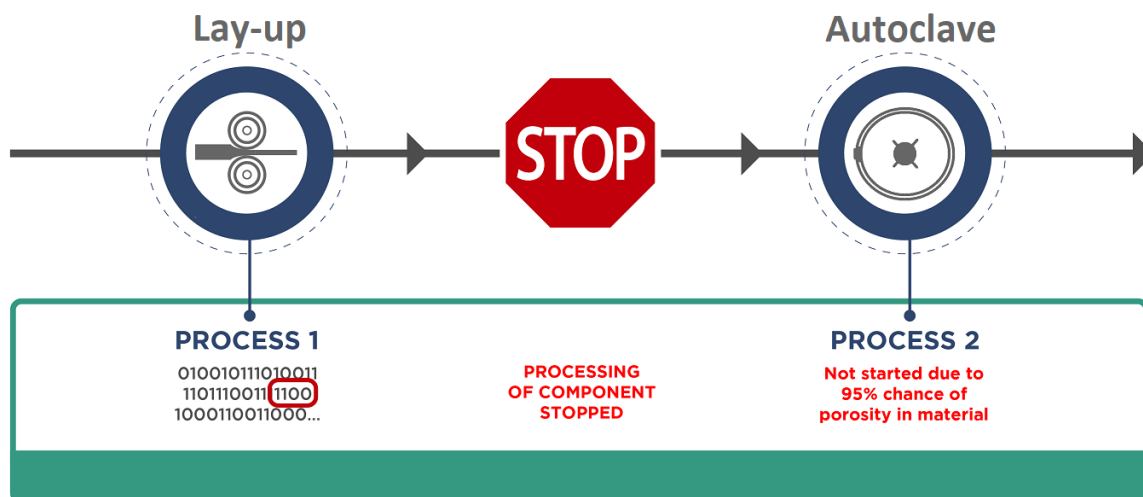 Lay-up
Autoclave
STOP
PROCESS 1
010010111010011
11011100111100
1000110011000...
PROCESSING
OF COMPONENT
STOPPED
PROCESS 2
Not started due to
95% chance of
porosity in material